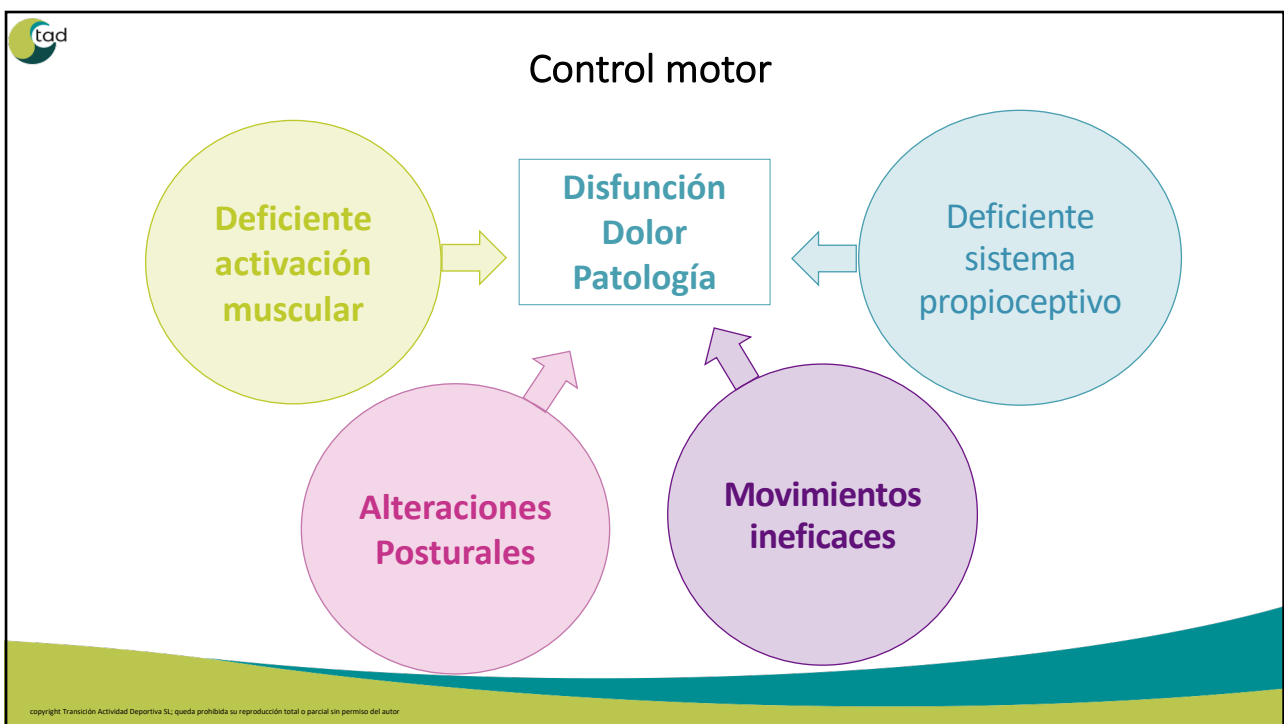 tad
Control motor
Deficiente
activación
muscular
Disfunción
Dolor
Patología
Deficiente
sistema
propioceptivo
Alteraciones
Posturales
Movimientos
ineficaces
copyright Transición Actividad Deportiva SL; queda prohibida su reproducción total o parcial sin permiso del autor